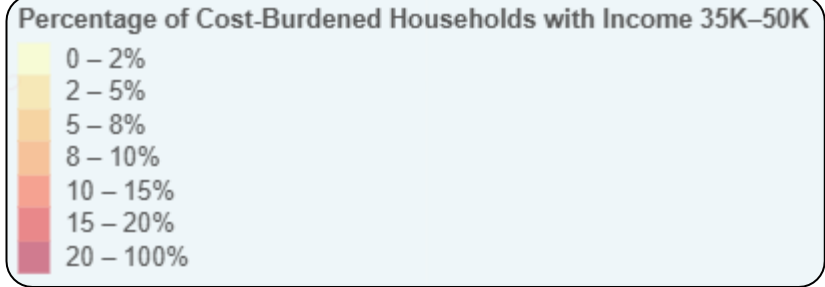 Percentage of Cost-Burdened Households with Income 35K–50K
0 – 2%
2 – 5%
5 – 8%
8 – 10%
10 – 15%
15 – 20%
20 – 100%